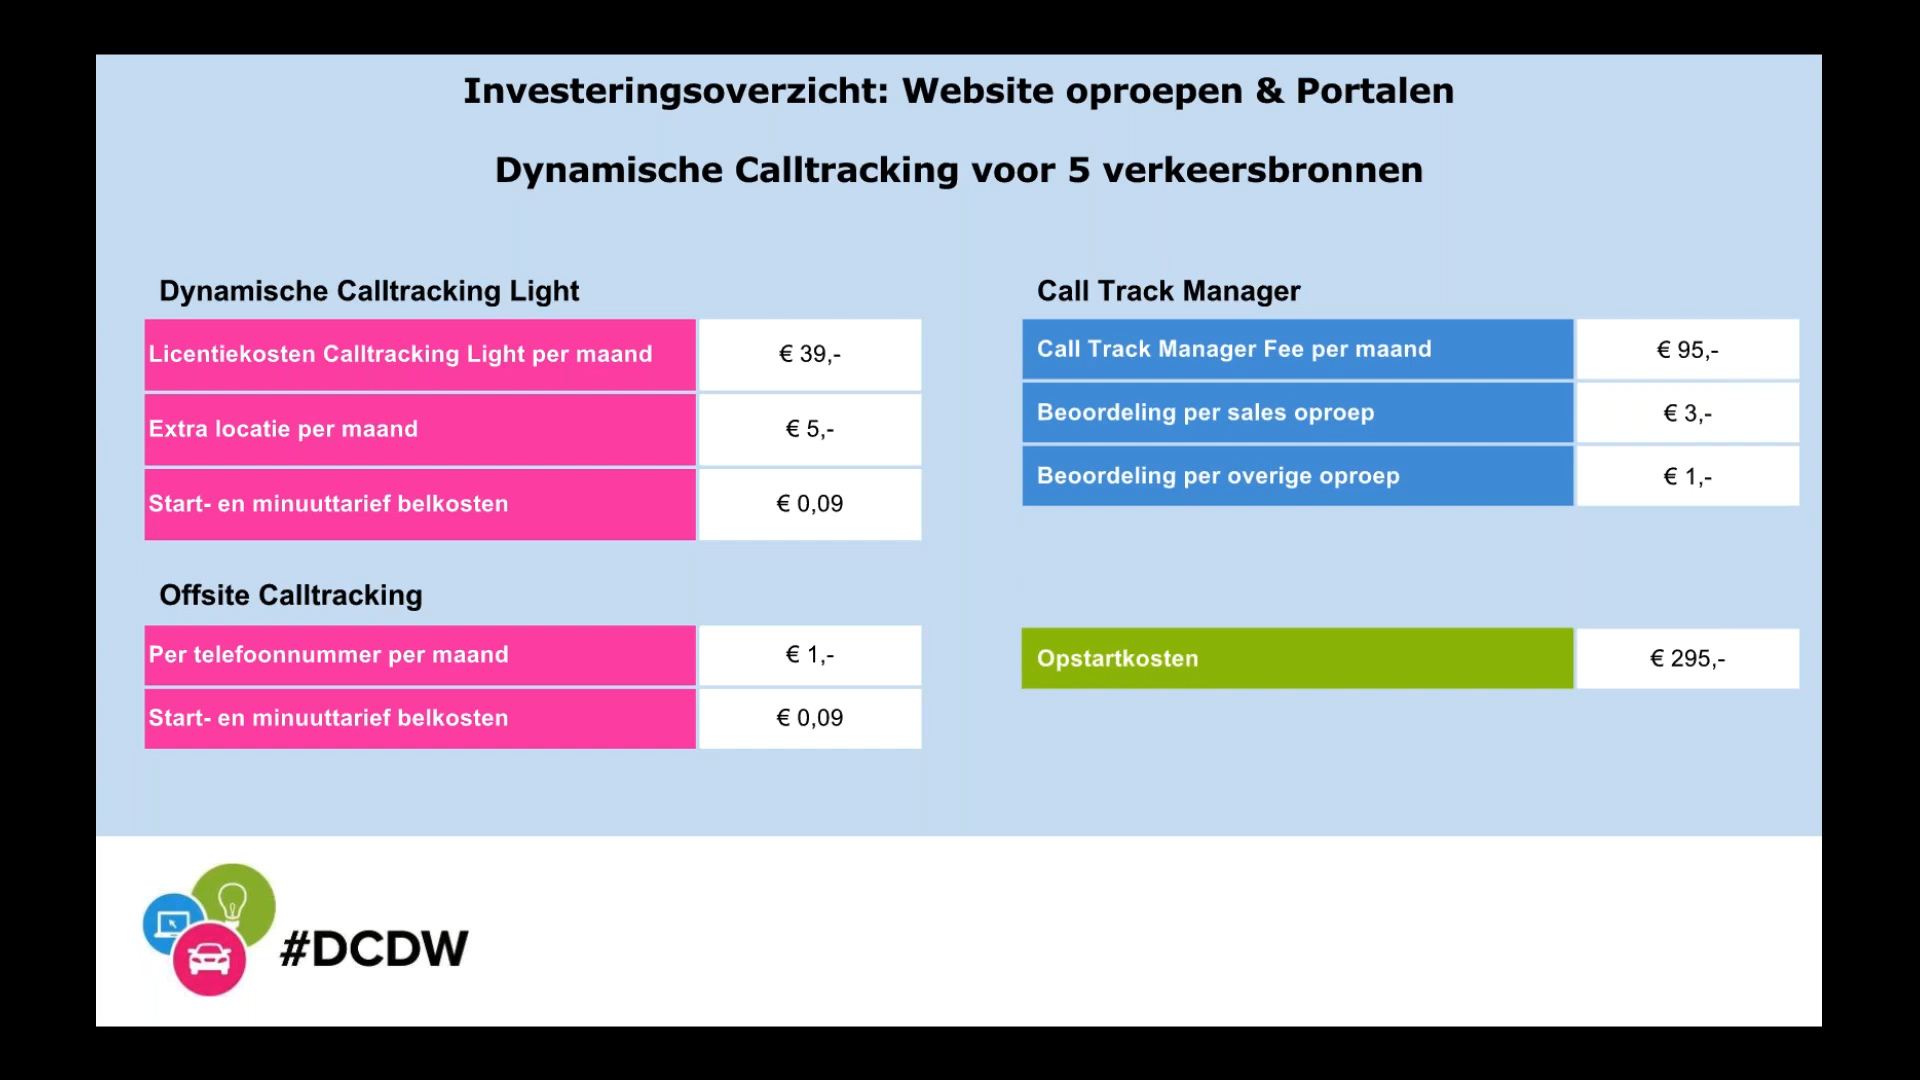 Investeringsoverzicht: Website oproepen & Portalen
Dynamische Calltracking voor 5 verkeersbronnen
Dynamische Calltracking Light
Licentiekosten Calltracking Light per maand € 39,-
Extra locatie per maand € 5,-
Start- en minuuttarief belkosten € 0,09
Offsite Calltracking
Per telefoonnummer per maand € 1,-
Start- en minuuttarief belkosten € 0,09
Call Track Manager
Call Track Manager Fee per maand € 95,-
Beoordeling per sales oproep € 3,-
Beoordeling per overige oproep € 1,-
Opstartkosten € 295,-
#DCDW